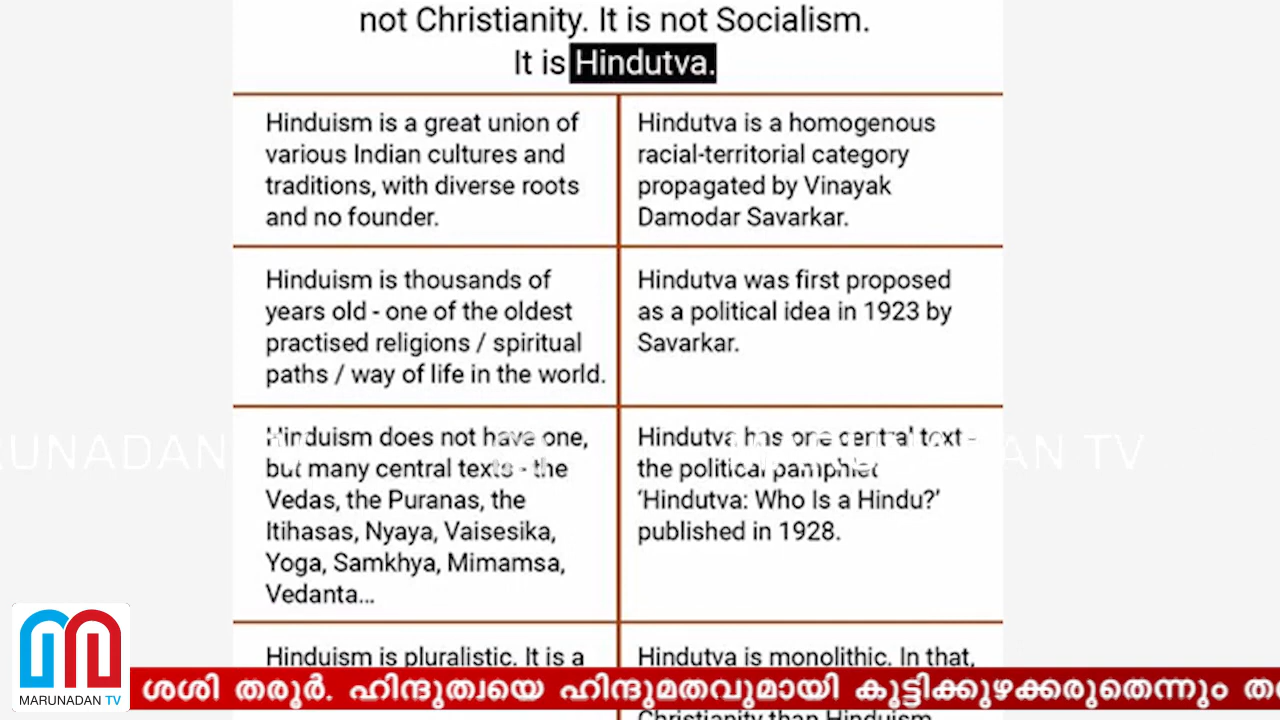 not Christianity. It is not Socialism.
It is Hindutva.
Hinduism is a great union of
various Indian cultures and
traditions, with diverse roots
and no founder.
Hindutva is a homogenous
racial-territorial category
propagated by Vinayak
Damodar Savarkar.
Hinduism is thousands of
years old - one of the oldest
practised religions / spiritual
paths / way of life in the world.
Hindutva was first proposed
as a political idea in 1923 by
Savarkar.
Hinduism does not have one,
but many central texts - the
Vedas, the Puranas, the
Itihasas, Nyaya, Vaisesika,
Yoga, Samkhya, Mimamsa,
Vedanta...
Hindutva has one central text -
the political pamphlet
‘Hindutva: Who Is a Hindu?’
published in 1928.
Hinduism is pluralistic. It is a
Hindutva is monolithic. In that,
Christianity than Hinduism
MARUNADAN TV
ശശി തരൂർ. ഹിന്ദുത്വയെ ഹിന്ദുമതവുമായി കൂട്ടിക്കുഴക്കരുതെന്നും